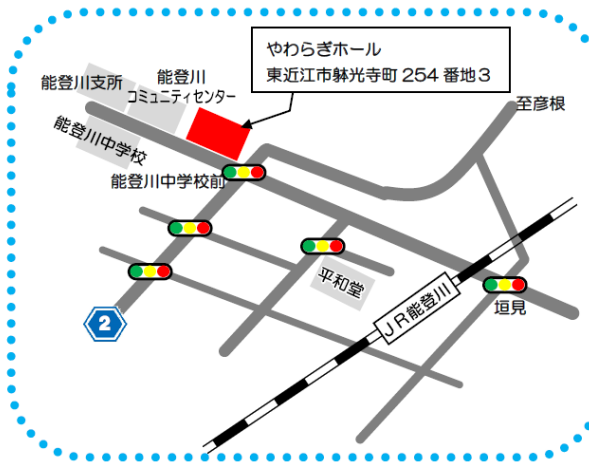 やわらぎホール
東近江市躰光寺町 254 番地3
能登川支所
能登川
コミュニティセンター
至彦根
能登川中学校
能登川中学校前
平和堂
JR能登川
垣見
2